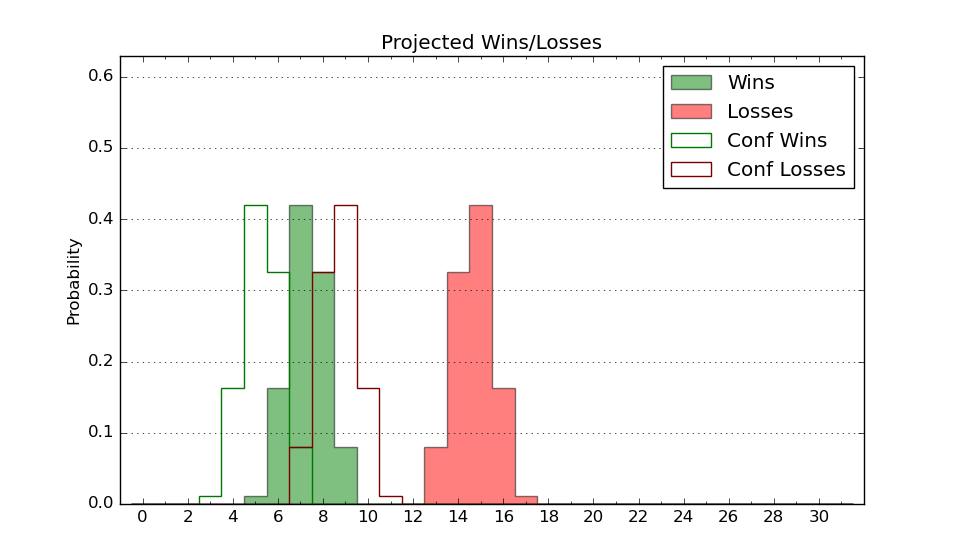 Projected Wins/Losses
Wins
Losses
Conf Wins
Conf Losses
Probability
0.6
0.5
0.4
0.3
0.2
0.1
0.0
0 2 4 6 8 10 12 14 16 18 20 22 24 26 28 30